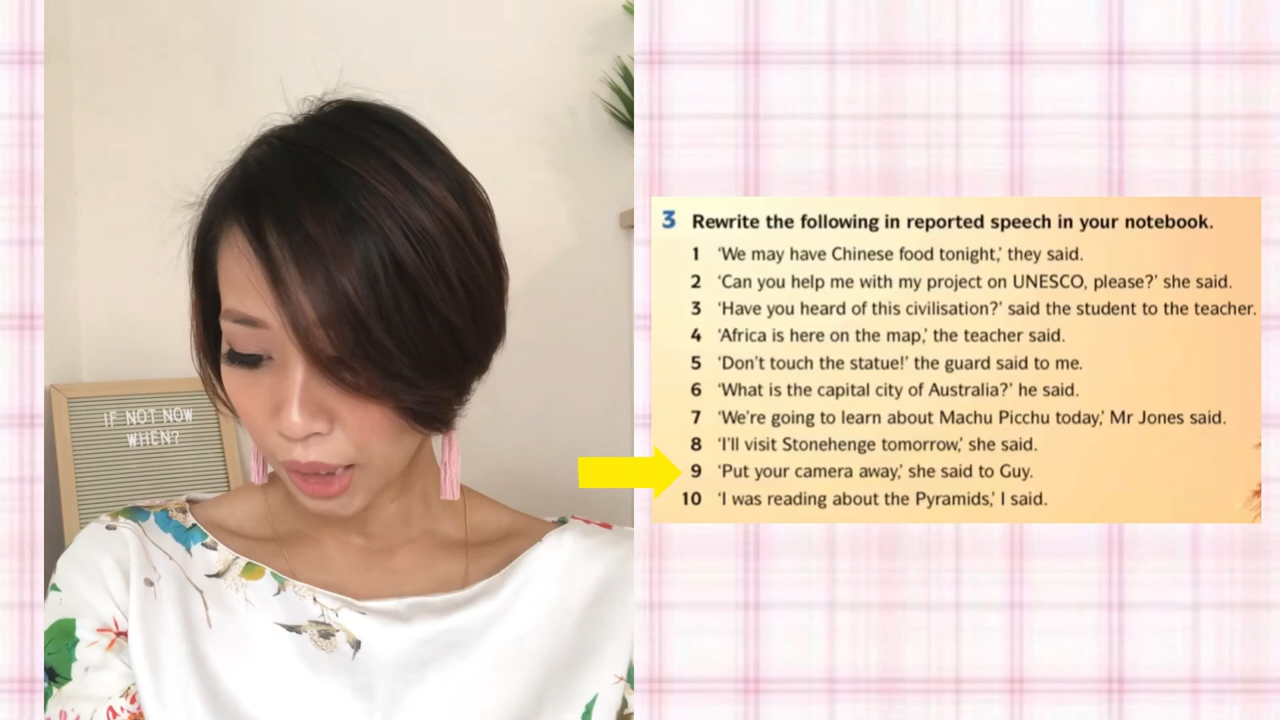 IF NOT NOW
WHEN?
3 Rewrite the following in reported speech in your notebook.
1 ‘We may have Chinese food tonight,’ they said.
2 ‘Can you help me with my project on UNESCO, please?’ she said.
3 ‘Have you heard of this civilisation?’ said the student to the teacher.
4 ‘Africa is here on the map,’ the teacher said.
5 ‘Don’t touch the statue!’ the guard said to me.
6 ‘What is the capital city of Australia?’ he said.
7 ‘We’re going to learn about Machu Picchu today,’ Mr Jones said.
8 ‘I’ll visit Stonehenge tomorrow,’ she said.
9 ‘Put your camera away,’ she said to Guy.
10 ‘I was reading about the Pyramids,’ I said.